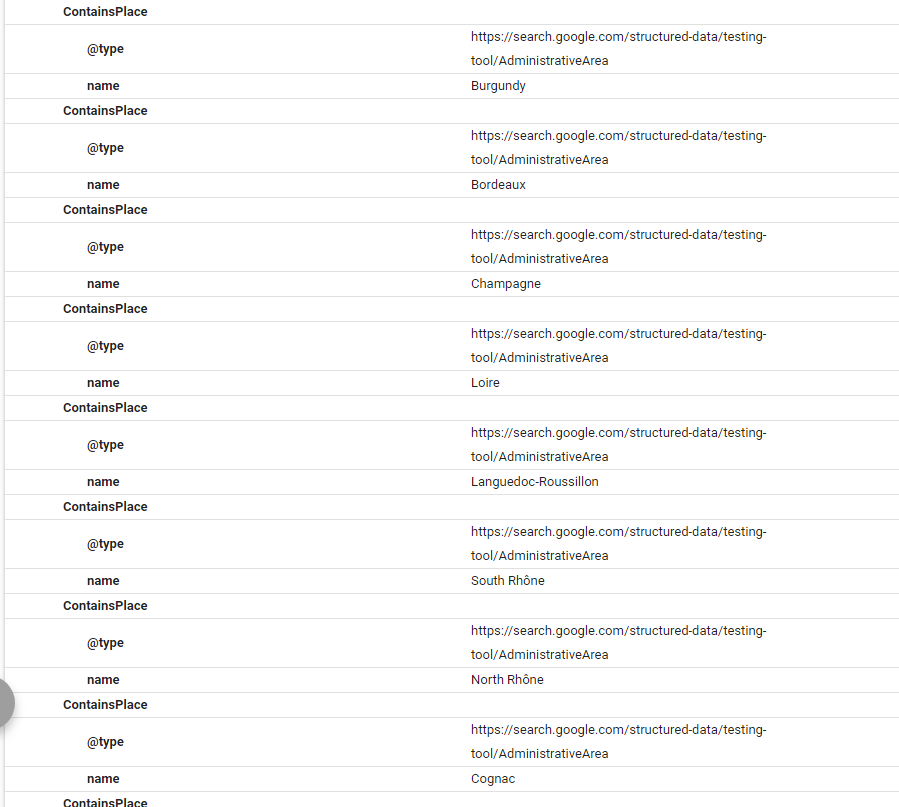 ContainsPlace
@type
https://search.google.com/structured-data/testing-
tool/AdministrativeArea
name
Burgundy
ContainsPlace
@type
https://search.google.com/structured-data/testing-
tool/AdministrativeArea
name
Bordeaux
ContainsPlace
@type
https://search.google.com/structured-data/testing-
tool/AdministrativeArea
name
Champagne
ContainsPlace
@type
https://search.google.com/structured-data/testing-
tool/AdministrativeArea
name
Loire
ContainsPlace
@type
https://search.google.com/structured-data/testing-
tool/AdministrativeArea
name
Languedoc-Roussillon
ContainsPlace
@type
https://search.google.com/structured-data/testing-
tool/AdministrativeArea
name
South Rhône
ContainsPlace
@type
https://search.google.com/structured-data/testing-
tool/AdministrativeArea
name
North Rhône
ContainsPlace
@type
https://search.google.com/structured-data/testing-
tool/AdministrativeArea
name
Cognac
ContainsPlace